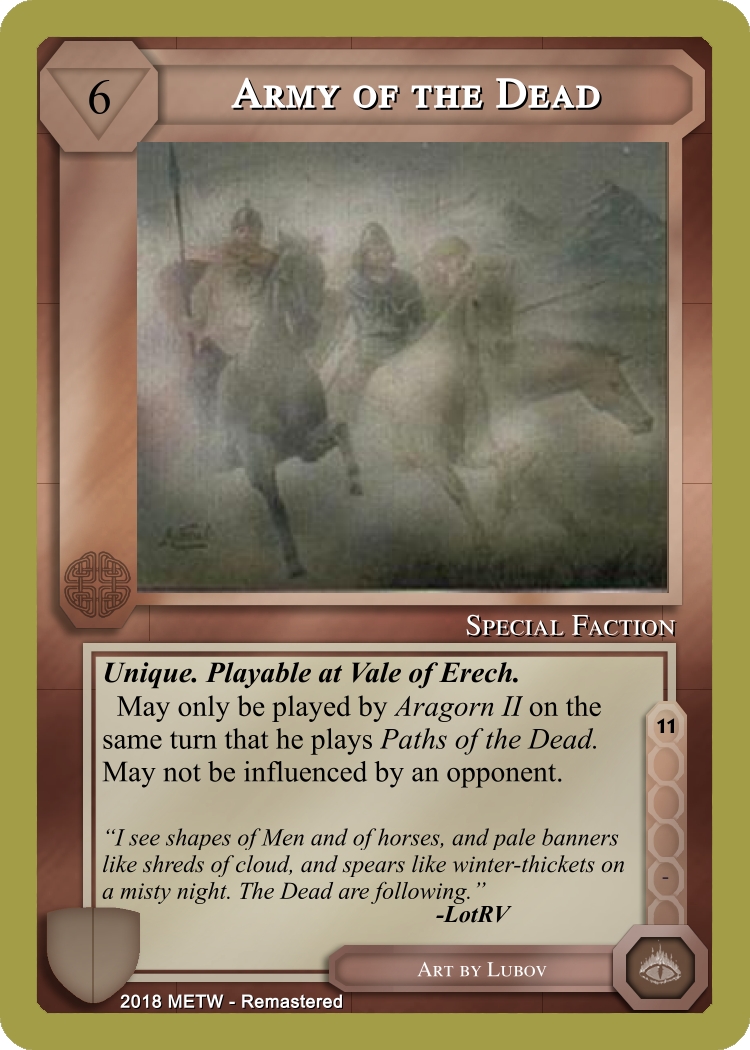 6
ARMY OF THE DEAD
SPECIAL FACTION
Unique. Playable at Vale of Erech.
May only be played by Aragorn II on the
same turn that he plays Paths of the Dead.
May not be influenced by an opponent.
11
“I see shapes of Men and of horses, and pale banners
like shreds of cloud, and spears like winter-thickets on
a misty night. The Dead are following.”
-
-LotRV
ART BY LUBOV
2018 METW - Remastered